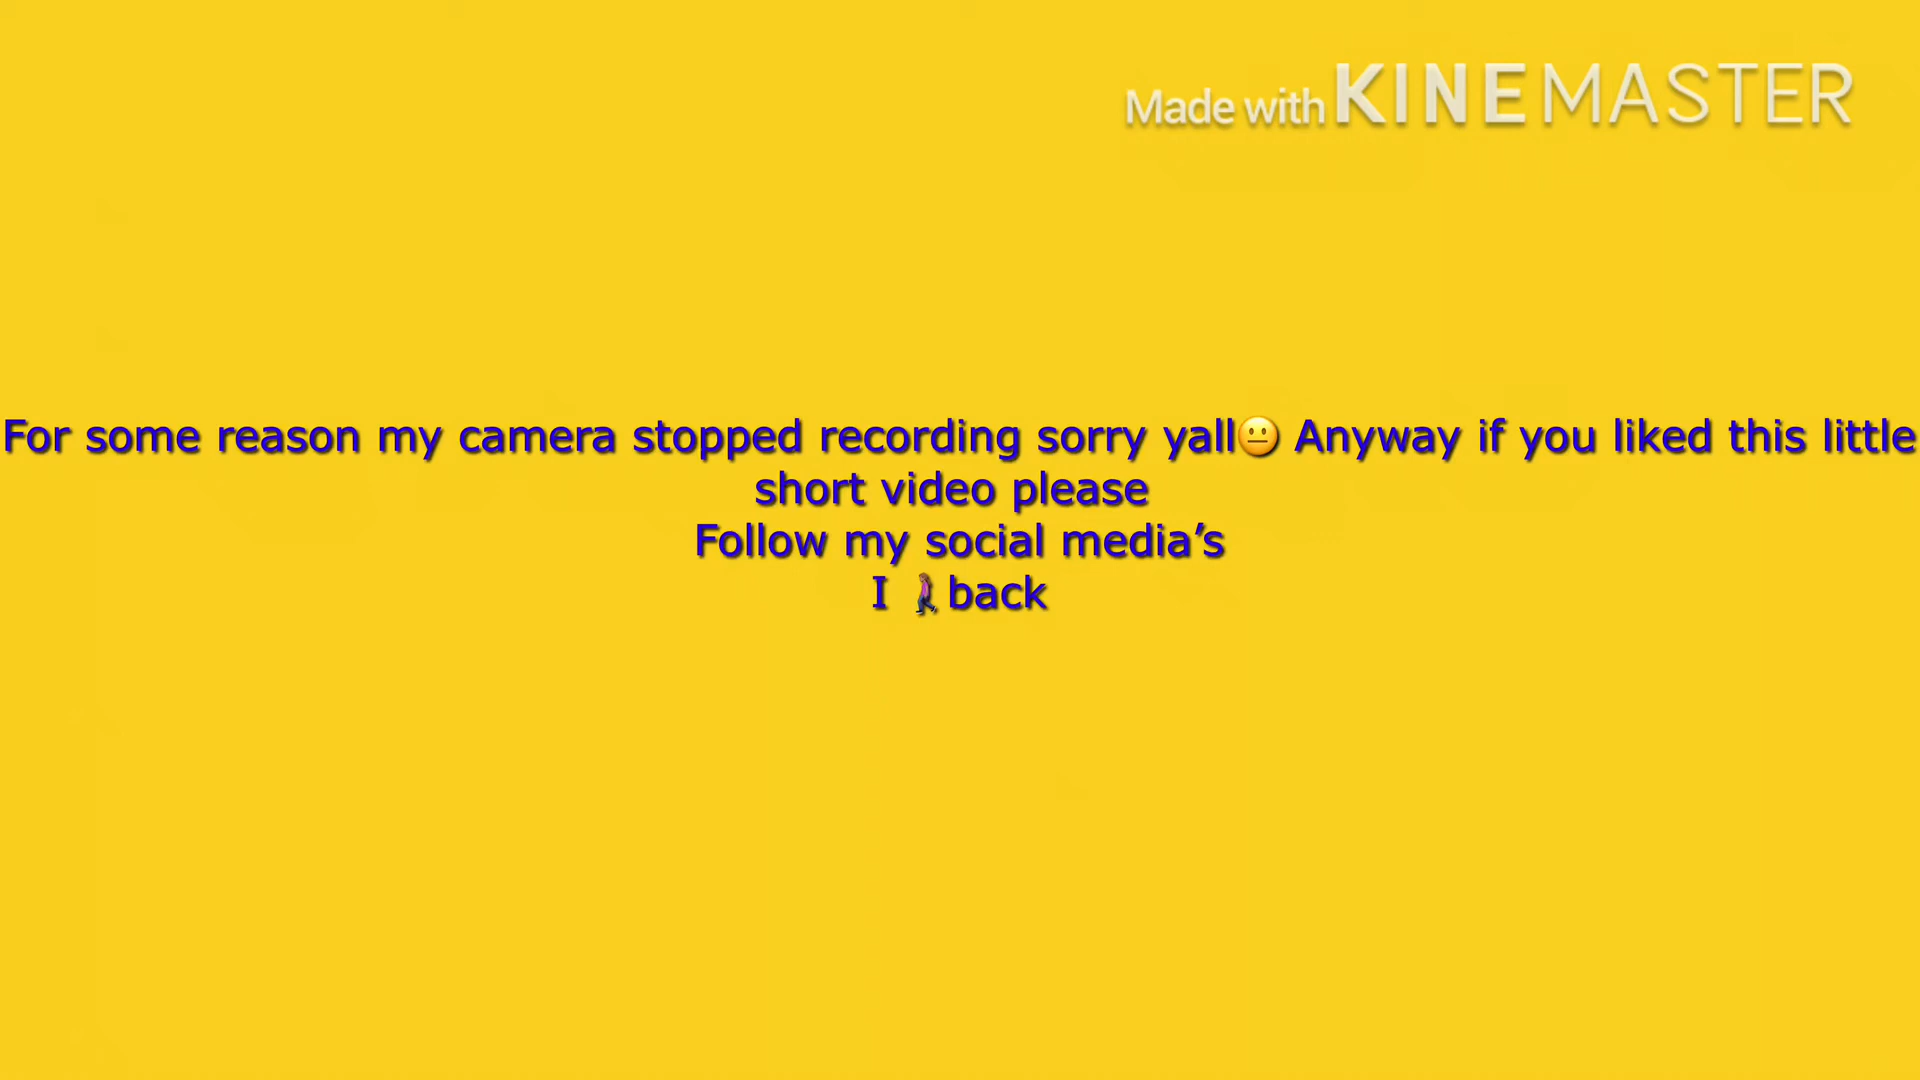 Made with KINEMASTER
For some reason my camera stopped recording sorry yall😐 Anyway if you liked this little
short video please
Follow my social media’s
I 🚶🏽‍♀️back